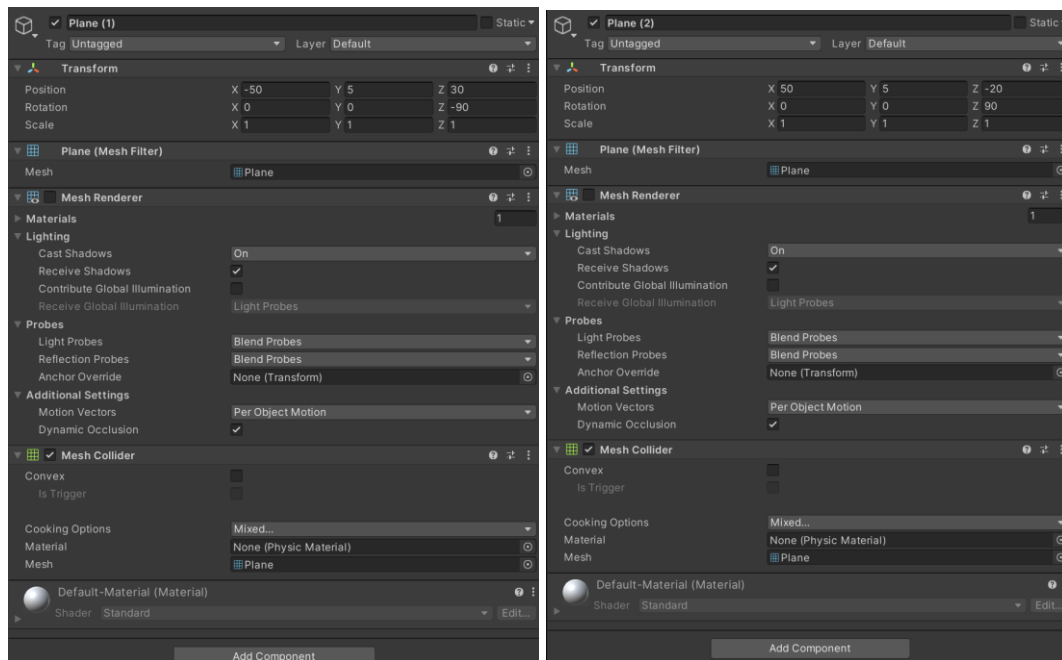 Plane (1) Static
Tag Untagged Layer Default
Transform
Position X -50 Y 5 Z 30
Rotation X 0 Y 0 Z -90
Scale X 1 Y 1 Z 1
Plane (Mesh Filter)
Mesh Plane
Mesh Renderer
Materials 1
Lighting
Cast Shadows On
Receive Shadows
Contribute Global Illumination
Receive Global Illumination Light Probes
Probes
Light Probes Blend Probes
Reflection Probes Blend Probes
Anchor Override None (Transform)
Additional Settings
Motion Vectors Per Object Motion
Dynamic Occlusion
Mesh Collider
Convex
Is Trigger
Cooking Options Mixed...
Material None (Physic Material)
Mesh Plane
Default-Material (Material)
Shader Standard Edit...
Add Component
Plane (2) Static
Tag Untagged Layer Default
Transform
Position X 50 Y 5 Z -20
Rotation X 0 Y 0 Z 90
Scale X 1 Y 1 Z 1
Plane (Mesh Filter)
Mesh Plane
Mesh Renderer
Materials 1
Lighting
Cast Shadows On
Receive Shadows
Contribute Global Illumination
Receive Global Illumination Light Probes
Probes
Light Probes Blend Probes
Reflection Probes Blend Probes
Anchor Override None (Transform)
Additional Settings
Motion Vectors Per Object Motion
Dynamic Occlusion
Mesh Collider
Convex
Is Trigger
Cooking Options Mixed...
Material None (Physic Material)
Mesh Plane
Default-Material (Material)
Shader Standard Edit...
Add Component